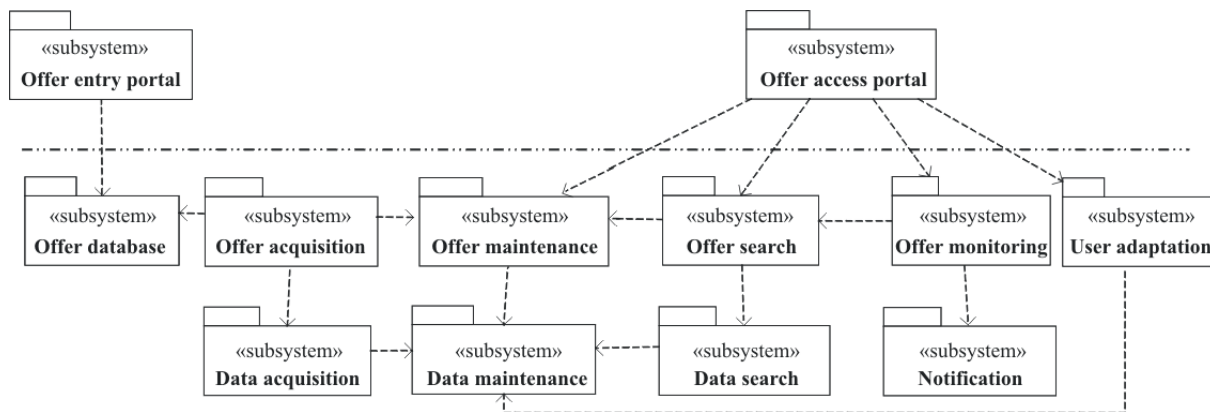 «subsystem»
Offer entry portal
«subsystem»
Offer access portal
«subsystem»
Offer database
«subsystem»
Offer acquisition
«subsystem»
Offer maintenance
«subsystem»
Offer search
«subsystem»
Offer monitoring
«subsystem»
User adaptation
«subsystem»
Data acquisition
«subsystem»
Data maintenance
«subsystem»
Data search
«subsystem»
Notification